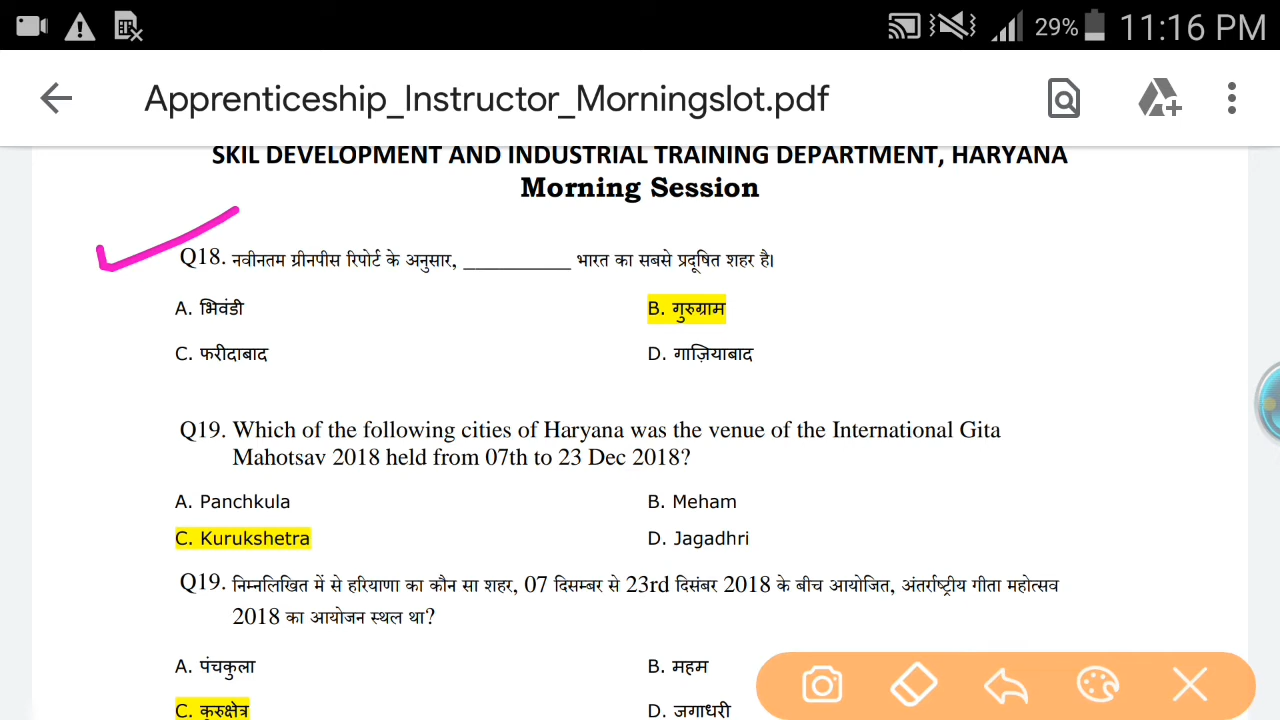 29% 11:16 PM
Apprenticeship_Instructor_Morningslot.pdf
SKIL DEVELOPMENT AND INDUSTRIAL TRAINING DEPARTMENT, HARYANA
Morning Session
Q18. नवीनतम ग्रीनपीस रिपोर्ट के अनुसार, __________ भारत का सबसे प्रदूषित शहर है।
A. भिवंडी B. गुरुग्राम
C. फरीदाबाद D. गाज़ियाबाद
Q19. Which of the following cities of Haryana was the venue of the International Gita
Mahotsav 2018 held from 07th to 23 Dec 2018?
A. Panchkula B. Meham
C. Kurukshetra D. Jagadhri
Q19. निम्नलिखित में से हरियाणा का कौन सा शहर, 07 दिसम्बर से 23rd दिसंबर 2018 के बीच आयोजित, अंतर्राष्ट्रीय गीता महोत्सव
2018 का आयोजन स्थल था?
A. पंचकुला B. महम
C. कुरुक्षेत्र D. जगाधरी